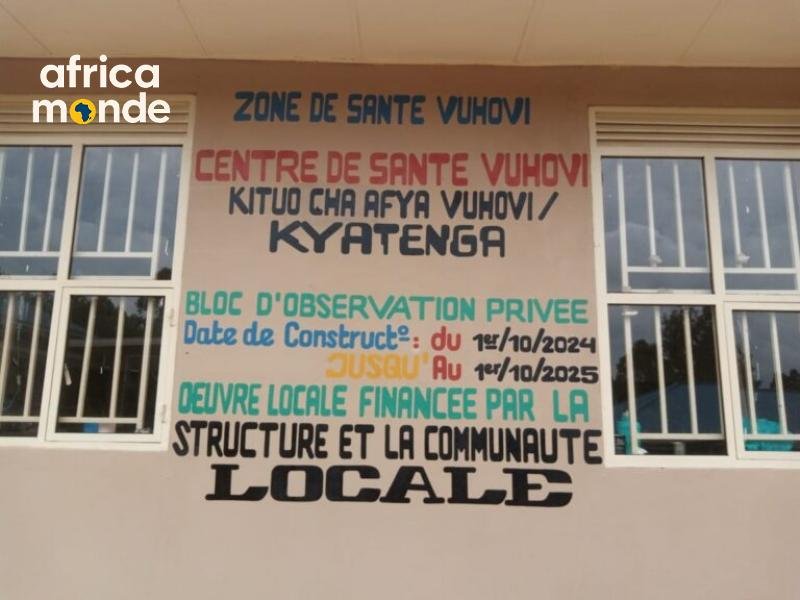 africa
monde
ZONE DE SANTE VUHOVI
CENTRE DE SANTE VUHOVI
KITUO CHA AFYA VUHOVI /
KYATENGA
BLOC D'OBSERVATION PRIVEE
Date de Constructº: du 1er/10/2024
JUSQU'Au 1er/10/2025
OEUVRE LOCALE FINANCEE PAR LA
STRUCTURE ET LA COMMUNAUTE
LOCALE